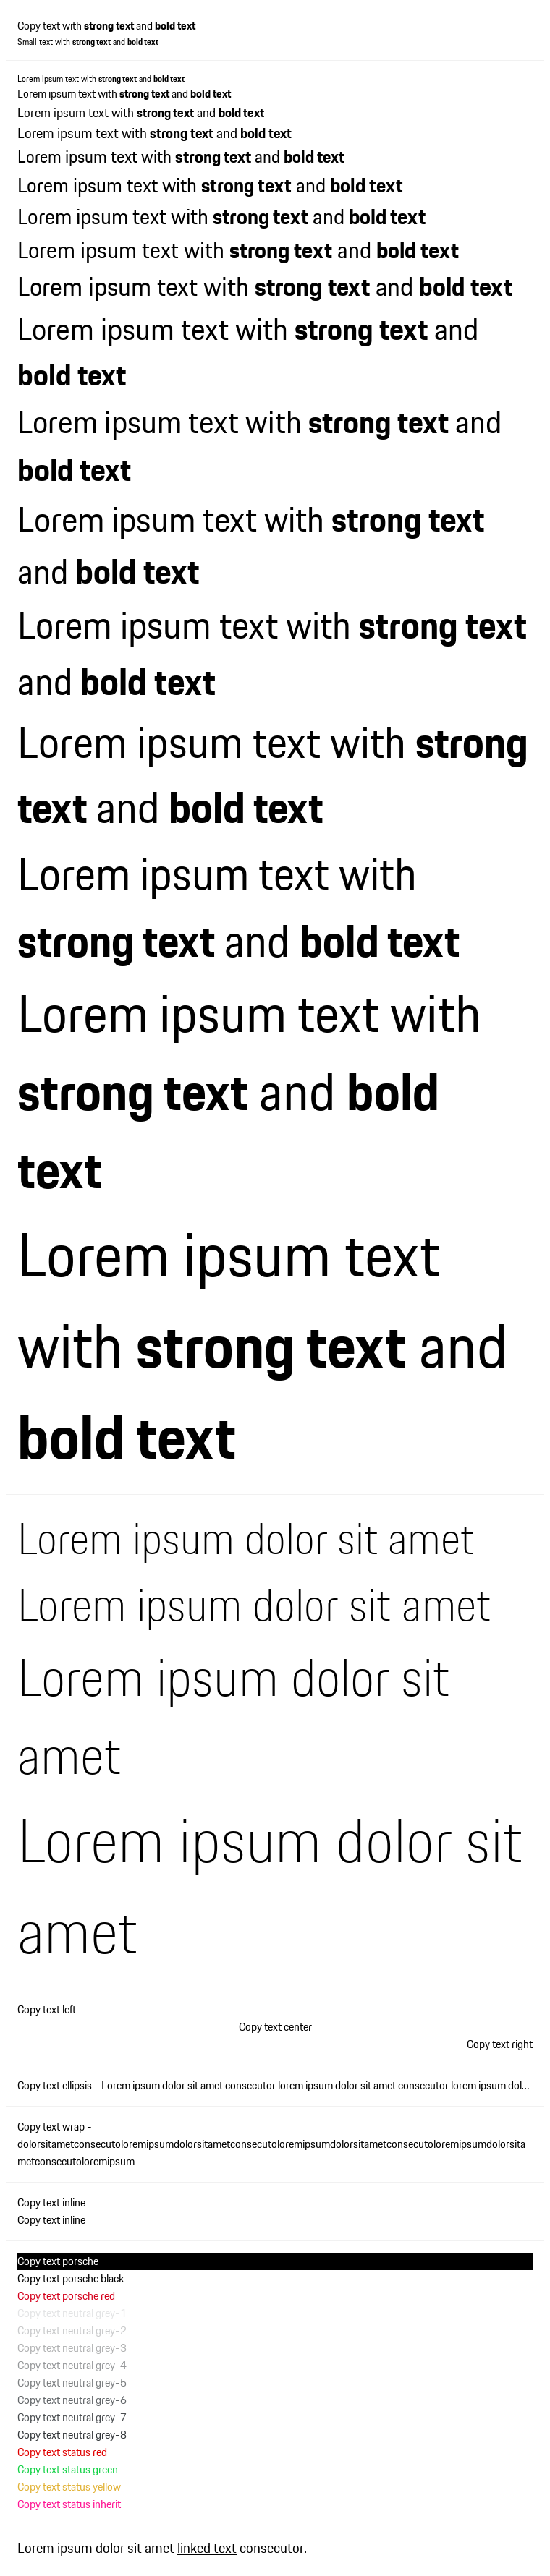 Copy text with strong text and bold text
Small text with strong text and bold text
Lorem ipsum text with strong text and bold text
Lorem ipsum text with strong text and bold text
Lorem ipsum text with strong text and bold text
Lorem ipsum text with strong text and bold text
Lorem ipsum text with strong text and bold text
Lorem ipsum text with strong text and bold text
Lorem ipsum text with strong text and bold text
Lorem ipsum text with strong text and bold text
Lorem ipsum text with strong text and bold text
Lorem ipsum text with strong text and
bold text
Lorem ipsum text with strong text and
bold text
Lorem ipsum text with strong text
and bold text
Lorem ipsum text with strong text
and bold text
Lorem ipsum text with strong
text and bold text
Lorem ipsum text with
strong text and bold text
Lorem ipsum text with
strong text and bold
text
Lorem ipsum text
with strong text and
bold text
Lorem ipsum dolor sit amet
Lorem ipsum dolor sit amet
Lorem ipsum dolor sit
amet
Lorem ipsum dolor sit
amet
Copy text left
Copy text center
Copy text right
Copy text ellipsis - Lorem ipsum dolor sit amet consecutor lorem ipsum dolor sit amet consecutor lorem ipsum dol...
Copy text wrap -
dolorsitametconsecutoloremipsumdolorsitametconsecutoloremipsumdolorsitametconsecutoloremipsumdolorsita
metconsecutoloremipsum
Copy text inline
Copy text inline
Copy text porsche
Copy text porsche black
Copy text porsche red
Copy text neutral grey-1
Copy text neutral grey-2
Copy text neutral grey-3
Copy text neutral grey-4
Copy text neutral grey-5
Copy text neutral grey-6
Copy text neutral grey-7
Copy text neutral grey-8
Copy text status red
Copy text status green
Copy text status yellow
Copy text status inherit
Lorem ipsum dolor sit amet linked text consecutor.